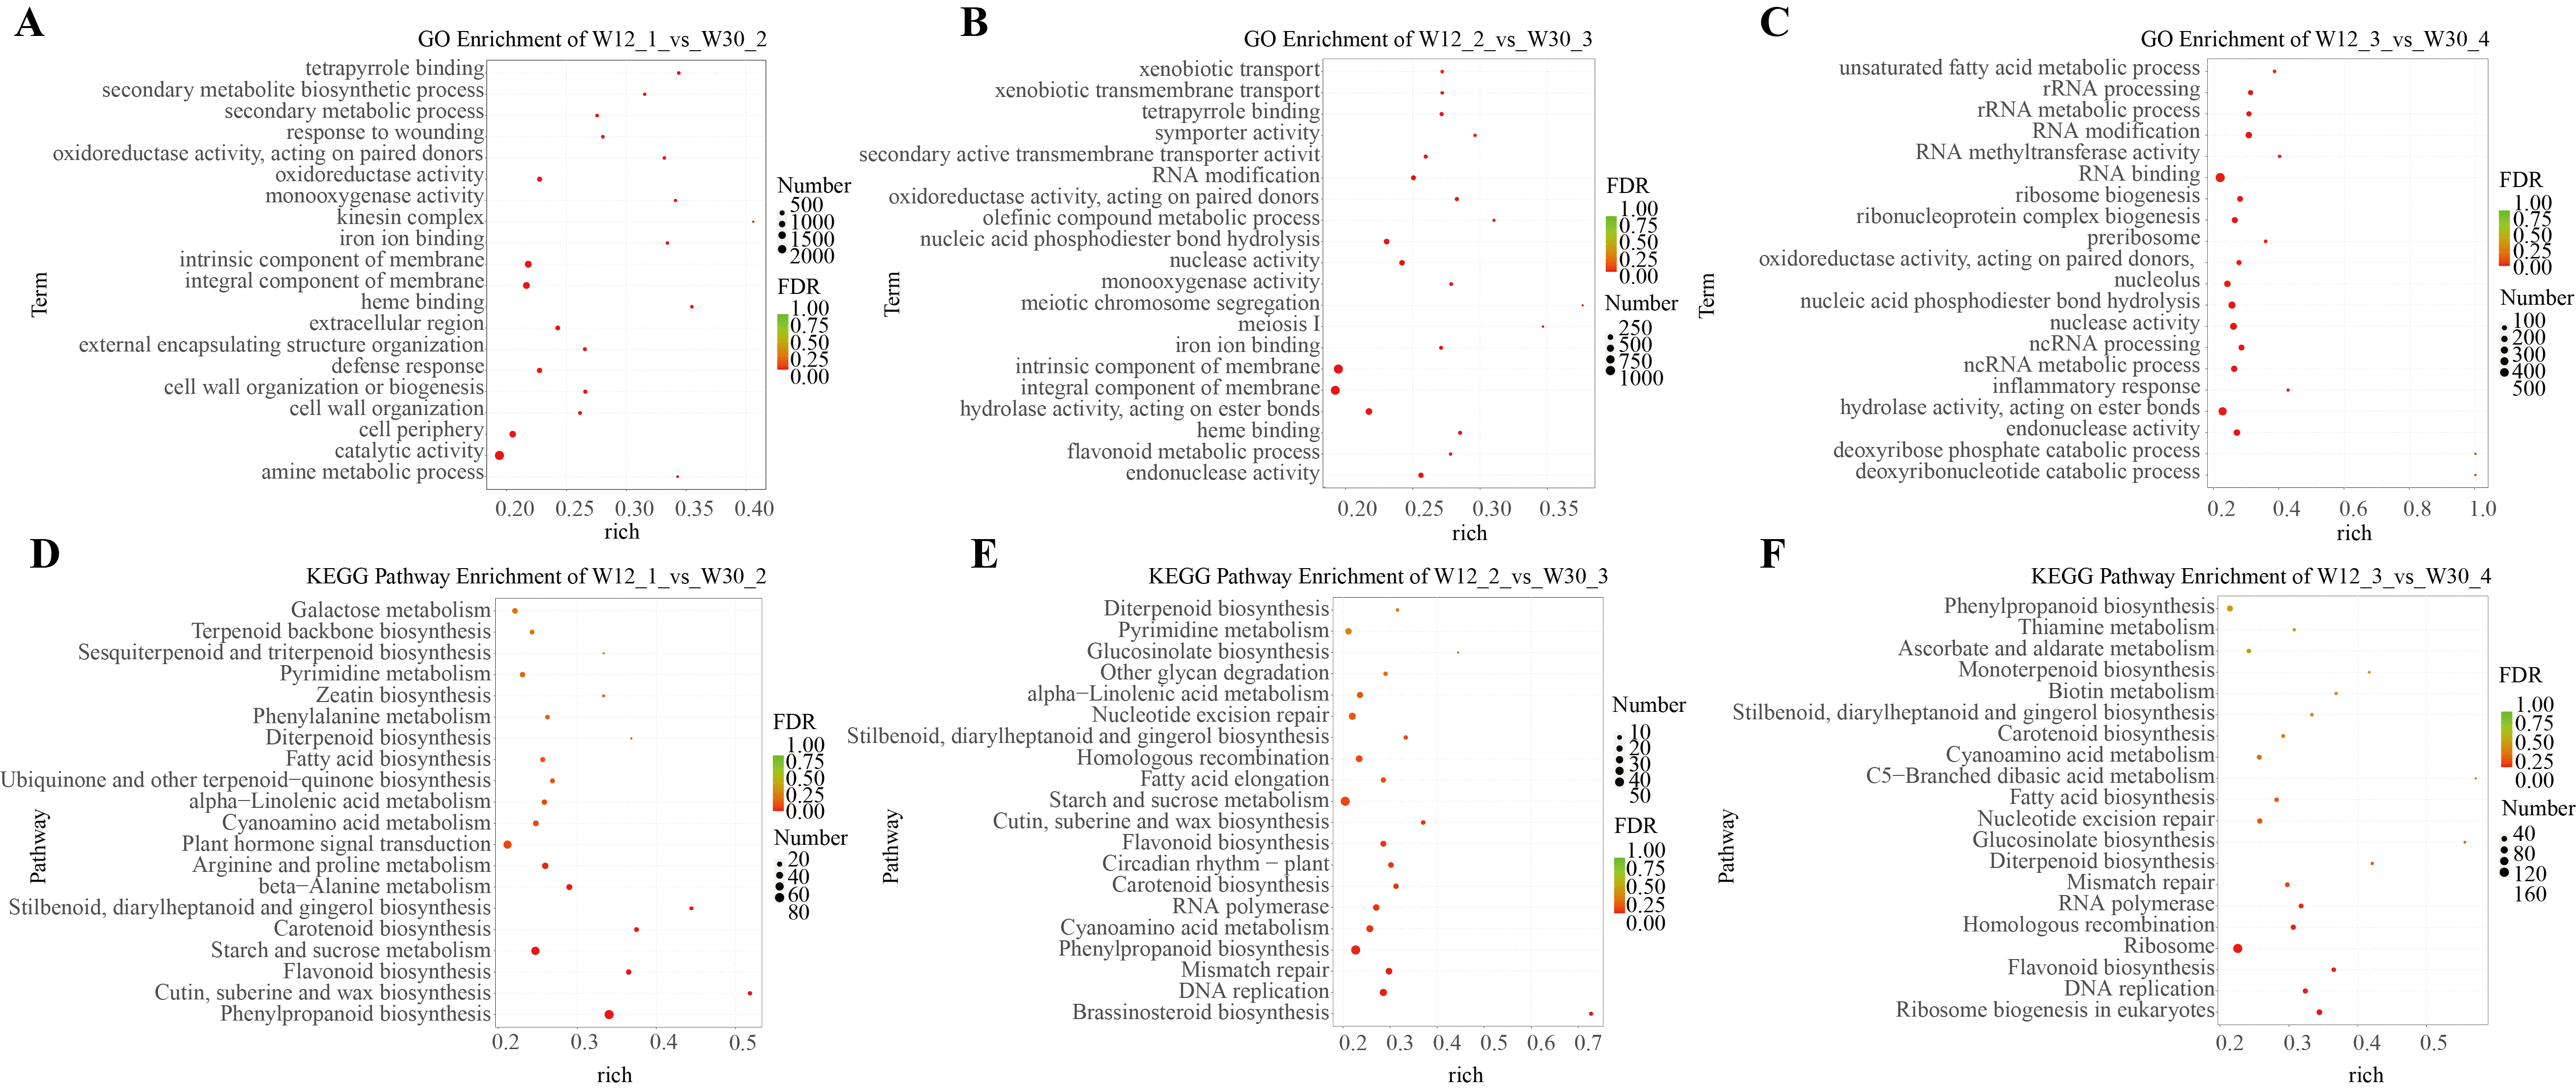 A
GO Enrichment of W12_1_vs_W30_2
tetrapyrrole binding
secondary metabolite biosynthetic process
secondary metabolic process
response to wounding
oxidoreductase activity, acting on paired donors
oxidoreductase activity
monooxygenase activity
kinesin complex
iron ion binding
intrinsic component of membrane
integral component of membrane
heme binding
extracellular region
external encapsulating structure organization
defense response
cell wall organization or biogenesis
cell wall organization
cell periphery
catalytic activity
amine metabolic process
Term
0.20 0.25 0.30 0.35 0.40
rich
Number
500
1000
1500
2000
FDR
1.00
0.75
0.50
0.25
0.00
B
GO Enrichment of W12_2_vs_W30_3
xenobiotic transport
xenobiotic transmembrane transport
tetrapyrrole binding
symporter activity
secondary active transmembrane transporter activit
RNA modification
oxidoreductase activity, acting on paired donors
olefinic compound metabolic process
nucleic acid phosphodiester bond hydrolysis
nuclease activity
monooxygenase activity
meiotic chromosome segregation
meiosis I
iron ion binding
intrinsic component of membrane
integral component of membrane
hydrolase activity, acting on ester bonds
heme binding
flavonoid metabolic process
endonuclease activity
Term
0.20 0.25 0.30 0.35
rich
FDR
1.00
0.75
0.50
0.25
0.00
Number
250
500
750
1000
C
GO Enrichment of W12_3_vs_W30_4
unsaturated fatty acid metabolic process
rRNA processing
rRNA metabolic process
RNA modification
RNA methyltransferase activity
RNA binding
ribosome biogenesis
ribonucleoprotein complex biogenesis
preribosome
oxidoreductase activity, acting on paired donors,
nucleolus
nucleic acid phosphodiester bond hydrolysis
nuclease activity
ncRNA processing
ncRNA metabolic process
inflammatory response
hydrolase activity, acting on ester bonds
endonuclease activity
deoxyribose phosphate catabolic process
deoxyribonucleotide catabolic process
Term
0.2 0.4 0.6 0.8 1.0
rich
FDR
1.00
0.75
0.50
0.25
0.00
Number
100
200
300
400
500
D
KEGG Pathway Enrichment of W12_1_vs_W30_2
Galactose metabolism
Terpenoid backbone biosynthesis
Sesquiterpenoid and triterpenoid biosynthesis
Pyrimidine metabolism
Zeatin biosynthesis
Phenylalanine metabolism
Diterpenoid biosynthesis
Fatty acid biosynthesis
Ubiquinone and other terpenoid−quinone biosynthesis
alpha−Linolenic acid metabolism
Cyanoamino acid metabolism
Plant hormone signal transduction
Arginine and proline metabolism
beta−Alanine metabolism
Stilbenoid, diarylheptanoid and gingerol biosynthesis
Carotenoid biosynthesis
Starch and sucrose metabolism
Flavonoid biosynthesis
Cutin, suberine and wax biosynthesis
Phenylpropanoid biosynthesis
Pathway
0.2 0.3 0.4 0.5
rich
FDR
1.00
0.75
0.50
0.25
0.00
Number
20
40
60
80
E
KEGG Pathway Enrichment of W12_2_vs_W30_3
Diterpenoid biosynthesis
Pyrimidine metabolism
Glucosinolate biosynthesis
Other glycan degradation
alpha−Linolenic acid metabolism
Nucleotide excision repair
Stilbenoid, diarylheptanoid and gingerol biosynthesis
Homologous recombination
Fatty acid elongation
Starch and sucrose metabolism
Cutin, suberine and wax biosynthesis
Flavonoid biosynthesis
Circadian rhythm − plant
Carotenoid biosynthesis
RNA polymerase
Cyanoamino acid metabolism
Phenylpropanoid biosynthesis
Mismatch repair
DNA replication
Brassinosteroid biosynthesis
Pathway
0.2 0.3 0.4 0.5 0.6 0.7
rich
Number
10
20
30
40
50
FDR
1.00
0.75
0.50
0.25
0.00
F
KEGG Pathway Enrichment of W12_3_vs_W30_4
Phenylpropanoid biosynthesis
Thiamine metabolism
Ascorbate and aldarate metabolism
Monoterpenoid biosynthesis
Biotin metabolism
Stilbenoid, diarylheptanoid and gingerol biosynthesis
Carotenoid biosynthesis
Cyanoamino acid metabolism
C5−Branched dibasic acid metabolism
Fatty acid biosynthesis
Nucleotide excision repair
Glucosinolate biosynthesis
Diterpenoid biosynthesis
Mismatch repair
RNA polymerase
Homologous recombination
Ribosome
Flavonoid biosynthesis
DNA replication
Ribosome biogenesis in eukaryotes
Pathway
0.2 0.3 0.4 0.5
rich
FDR
1.00
0.75
0.50
0.25
0.00
Number
40
80
120
160